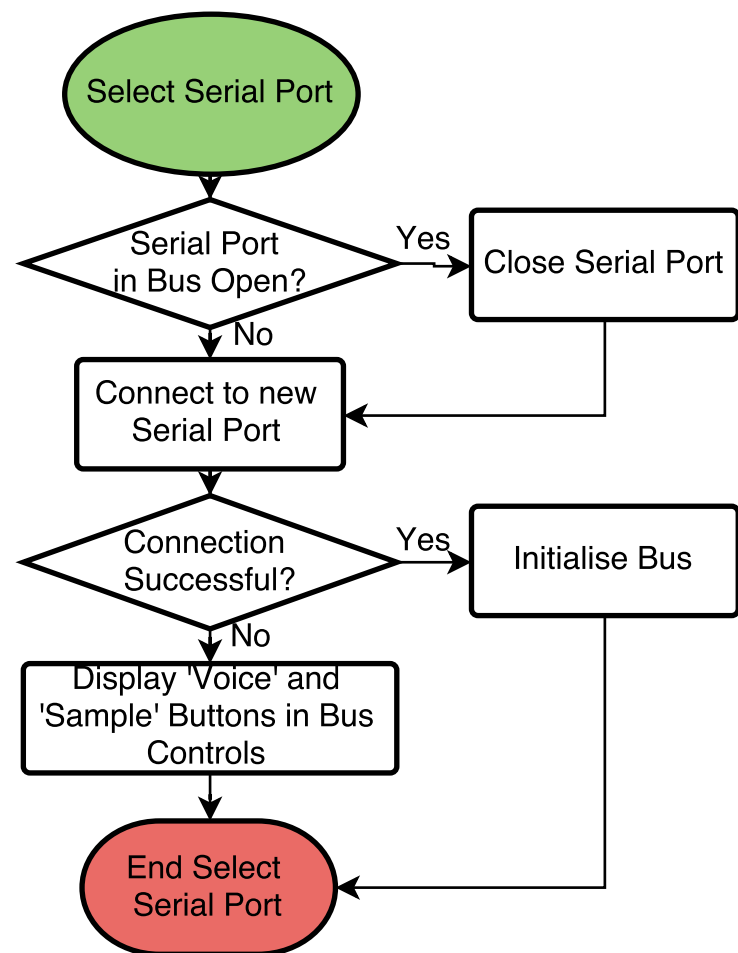 Select Serial Port
Serial Port
in Bus Open?
Yes
Close Serial Port
No
Connect to new
Serial Port
Connection
Successful?
Yes
Initialise Bus
No
Display 'Voice' and
'Sample' Buttons in Bus
Controls
End Select
Serial Port